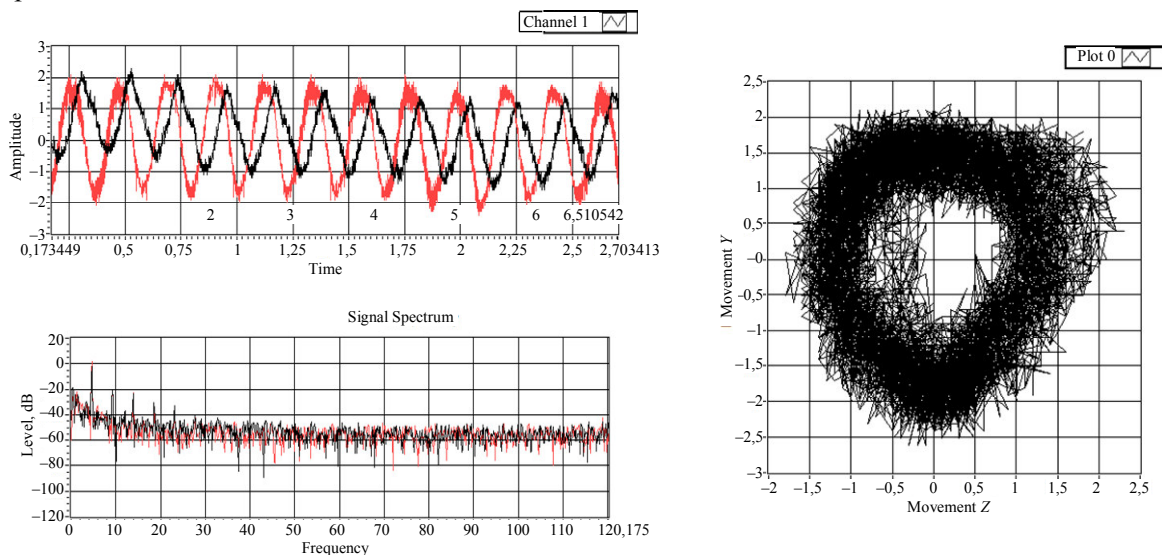 Channel 1
3
2
1
0
−1
−2
−3
Amplitude
2 3 4 5 6 6,510542
0,173449 0,5 0,75 1 1,25 1,5 1,75 2 2,25 2,5 2,703413
Time
Signal Spectrum
20
0
−20
−40
−60
−80
−100
−120
Level, dB
0 10 20 30 40 50 60 70 80 90 100 110 120,175
Frequency
Plot 0
2,5
2
1,5
1
0,5
−0
−0,5
−1
−1,5
−2
−2,5
−3
Movement Y
−2 −1,5 −1 −0,5 0 0,5 1 1,5 2 2,5
Movement Z